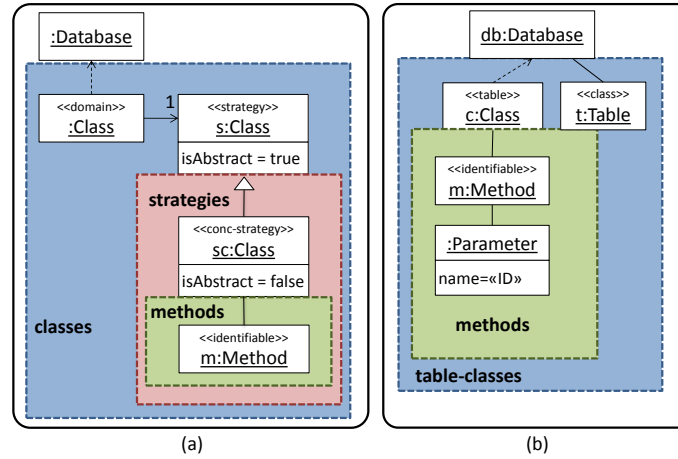 :Database
<<domain>>
:Class
1
<<strategy>>
s:Class
isAbstract = true
strategies
<<conc-strategy>>
sc:Class
isAbstract = false
methods
<<identifiable>>
m:Method
classes
(a)
db:Database
<<table>>
c:Class
<<class>>
t:Table
<<identifiable>>
m:Method
:Parameter
name=«ID»
methods
table-classes
(b)